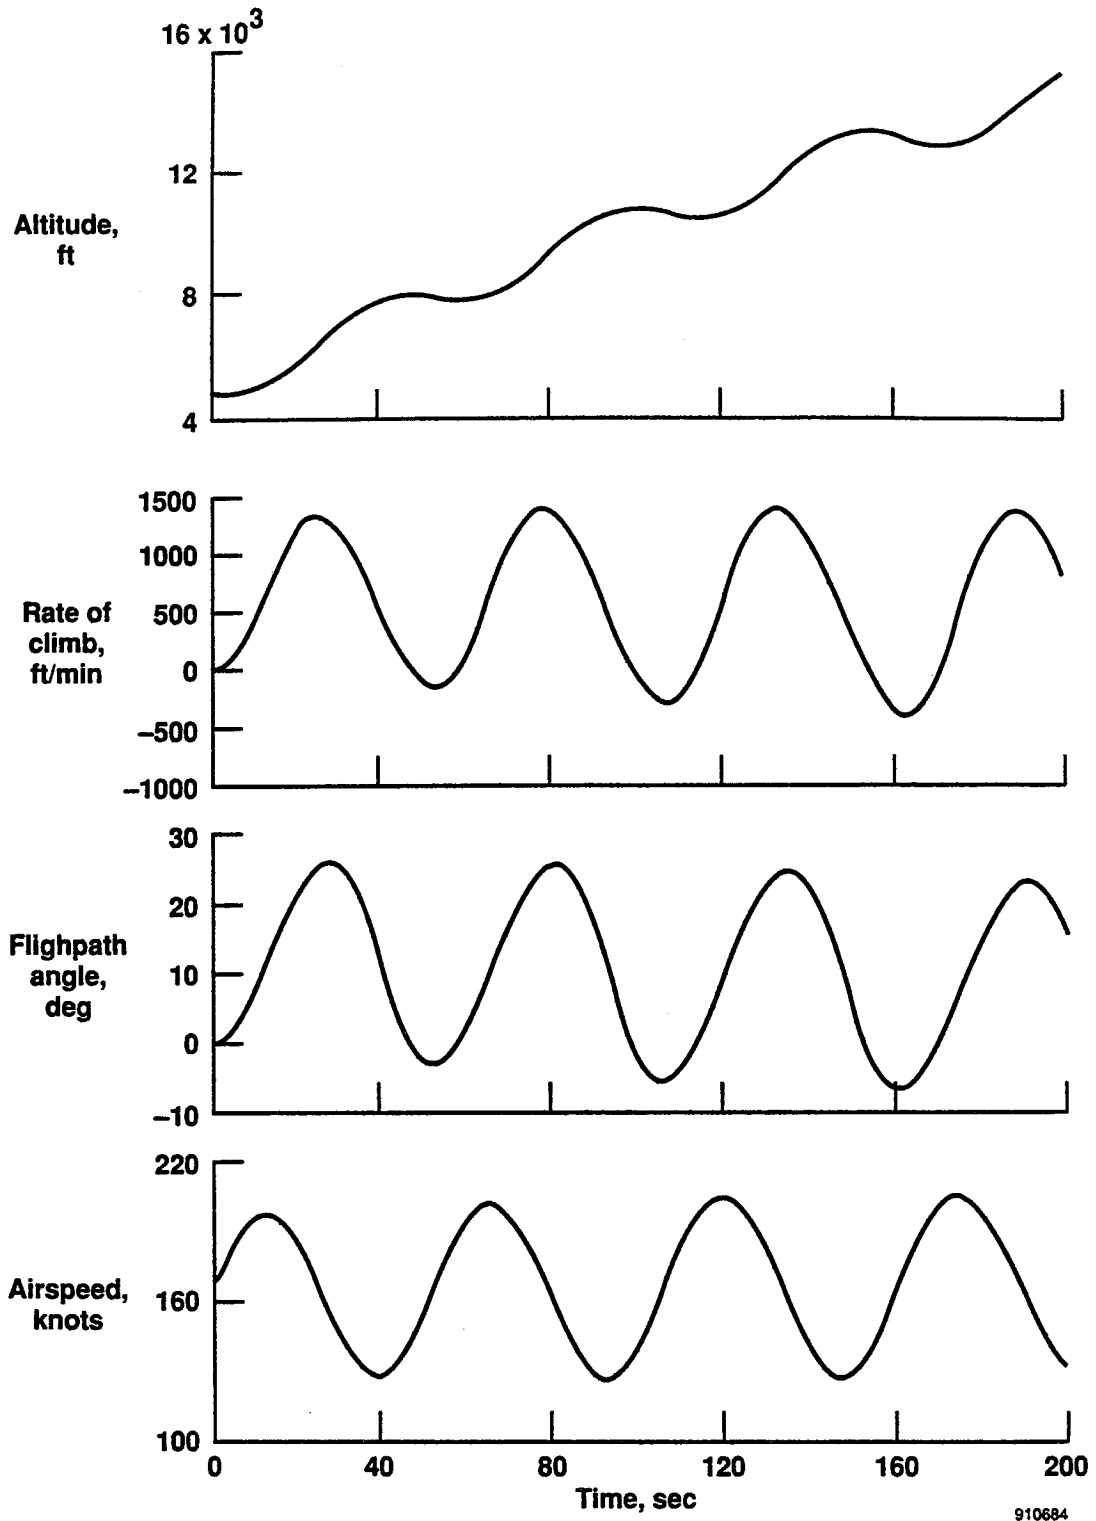 16 x 10³
12
Altitude,
ft
8
4
1500
1000
500
Rate of
climb,
ft/min
0
–500
–1000
30
20
Flighpath
angle,
deg
10
0
–10
220
Airspeed,
knots
160
100
0 40 80 120 160 200
Time, sec
910684